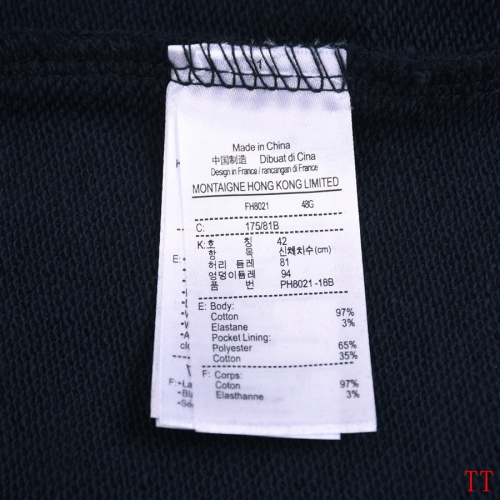 Made in China
中国制造 Dibuat di Cina
Design in France / rancangan di France
MONTAIGNE HONG KONG LIMITED
FH8021 48G
C: 175/81B
K: 호 칭 42
항 목 신체치수(cm)
허리 둘레 81
엉덩이둘레 94
품 번 PH8021-18B
E: Body:
Cotton 97%
Elastane 3%
Pocket Lining:
Polyester 65%
Cotton 35%
F: Corps:
Coton 97%
Elasthanne 3%
TT